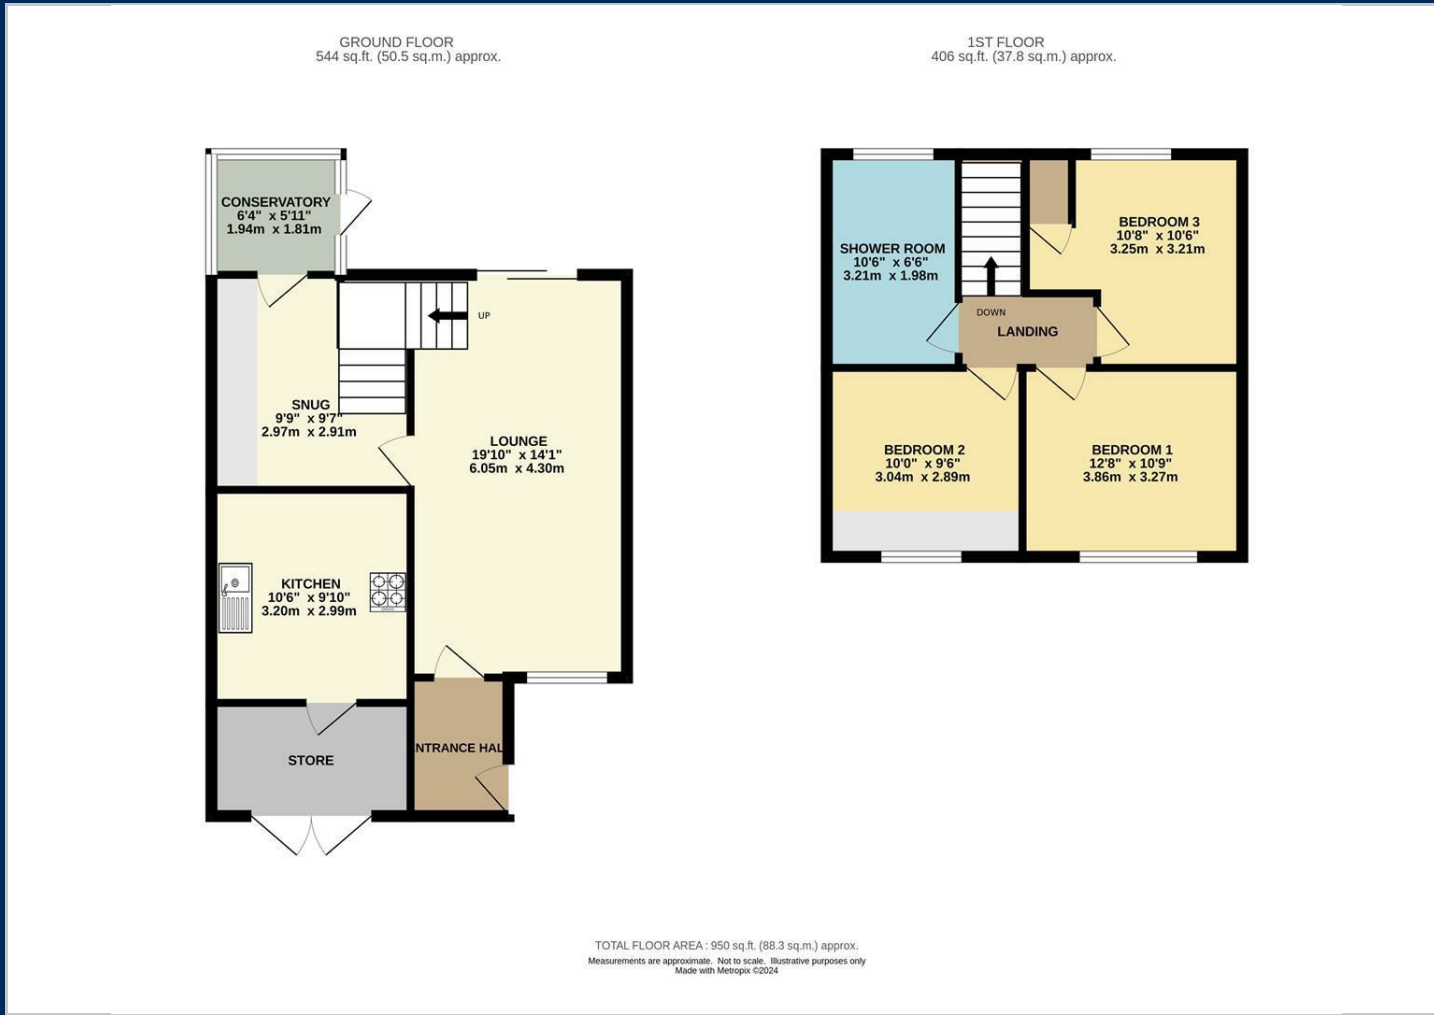 GROUND FLOOR
544 sq.ft. (50.5 sq.m.) approx.
1ST FLOOR
406 sq.ft. (37.8 sq.m.) approx.
CONSERVATORY
6'4" x 5'11"
1.94m x 1.81m
UP
SNUG
9'9" x 9'7"
2.97m x 2.91m
LOUNGE
19'10" x 14'1"
6.05m x 4.30m
KITCHEN
10'6" x 9'10"
3.20m x 2.99m
STORE
NTRANCE HAL
SHOWER ROOM
10'6" x 6'6"
3.21m x 1.98m
BEDROOM 3
10'8" x 10'6"
3.25m x 3.21m
DOWN
LANDING
BEDROOM 2
10'0" x 9'6"
3.04m x 2.89m
BEDROOM 1
12'8" x 10'9"
3.86m x 3.27m
TOTAL FLOOR AREA : 950 sq.ft. (88.3 sq.m.) approx.
Measurements are approximate. Not to scale. Illustrative purposes only
Made with Metropix ©2024